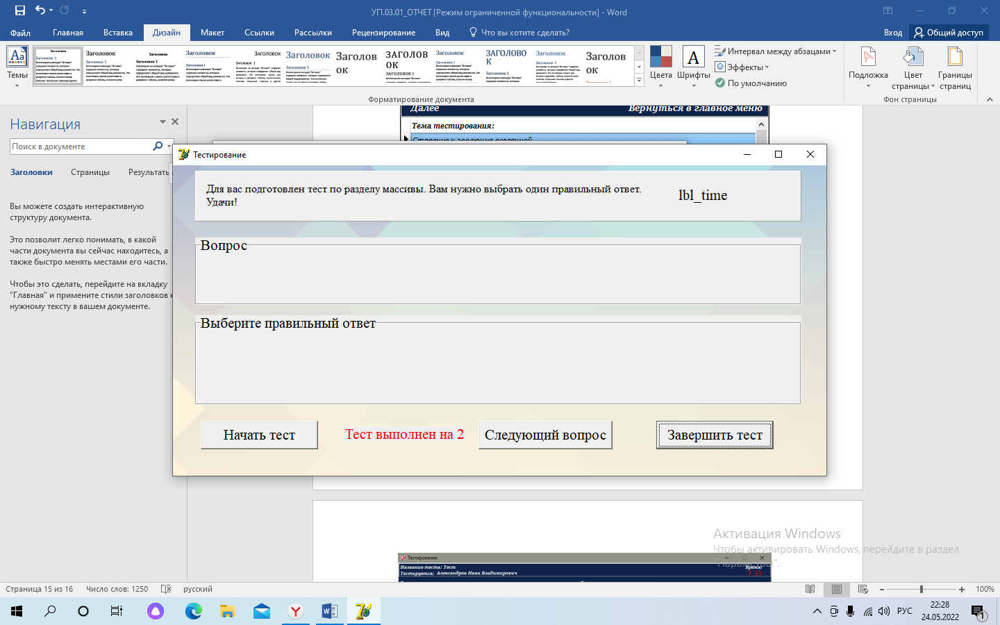 УП.03.01_ОТЧЕТ [Режим ограниченной функциональности] - Word
Файл Главная Вставка Дизайн Макет Ссылки Рассылки Рецензирование Вид Что вы хотите сделать? Вход Общий доступ
Темы
Заголовок
Заголовок 1
Цвета
Шрифты
Интервал между абзацами
Эффекты
По умолчанию
Подложка
Цвет страницы
Границы страниц
Форматирование документа
Фон страницы
Навигация
Поиск в документе
Заголовки Страницы Результаты
Вы можете создать интерактивную
структуру документа.
Это позволит легко понимать, в какой
части документа вы сейчас находитесь, а
также быстро менять местами его части.
Чтобы это сделать, перейдите на вкладку
"Главная" и примените стили заголовков к
нужному тексту в вашем документе.
Далее Вернуться в главное меню
Тема тестирования:
Строение и эволюция вселенной
Тестирование
Для вас подготовлен тест по разделу массивы. Вам нужно выбрать один правильный ответ.
Удачи!
lbl_time
Вопрос
Выберите правильный ответ
Начать тест Тест выполнен на 2 Следующий вопрос Завершить тест
Активация Windows
Чтобы активировать Windows, перейдите в раздел
"Параметры".
Тестирование
Название теста: Тест Время:
Тестируется: Александров Иван Владимирович
Страница 15 из 16 Число слов: 1250 русский 100%
РУС 22:28
24.05.2022
1